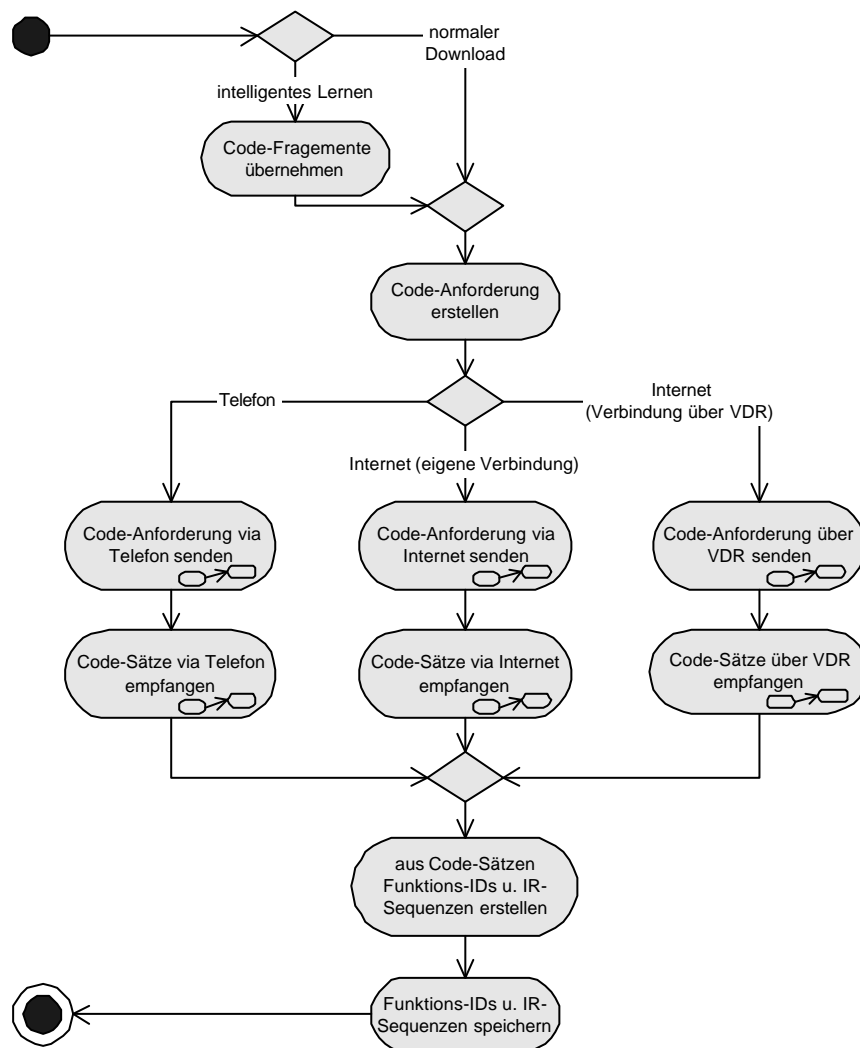 normaler
Download
intelligentes Lernen
Code-Fragemente
übernehmen
Code-Anforderung
erstellen
Telefon
Internet
(Verbindung über VDR)
Internet (eigene Verbindung)
Code-Anforderung via
Telefon senden
Code-Anforderung via
Internet senden
Code-Anforderung über
VDR senden
Code-Sätze via Telefon
empfangen
Code-Sätze via Internet
empfangen
Code-Sätze über VDR
empfangen
aus Code-Sätzen
Funktions-IDs u. IR-
Sequenzen erstellen
Funktions-IDs u. IR-
Sequenzen speichern